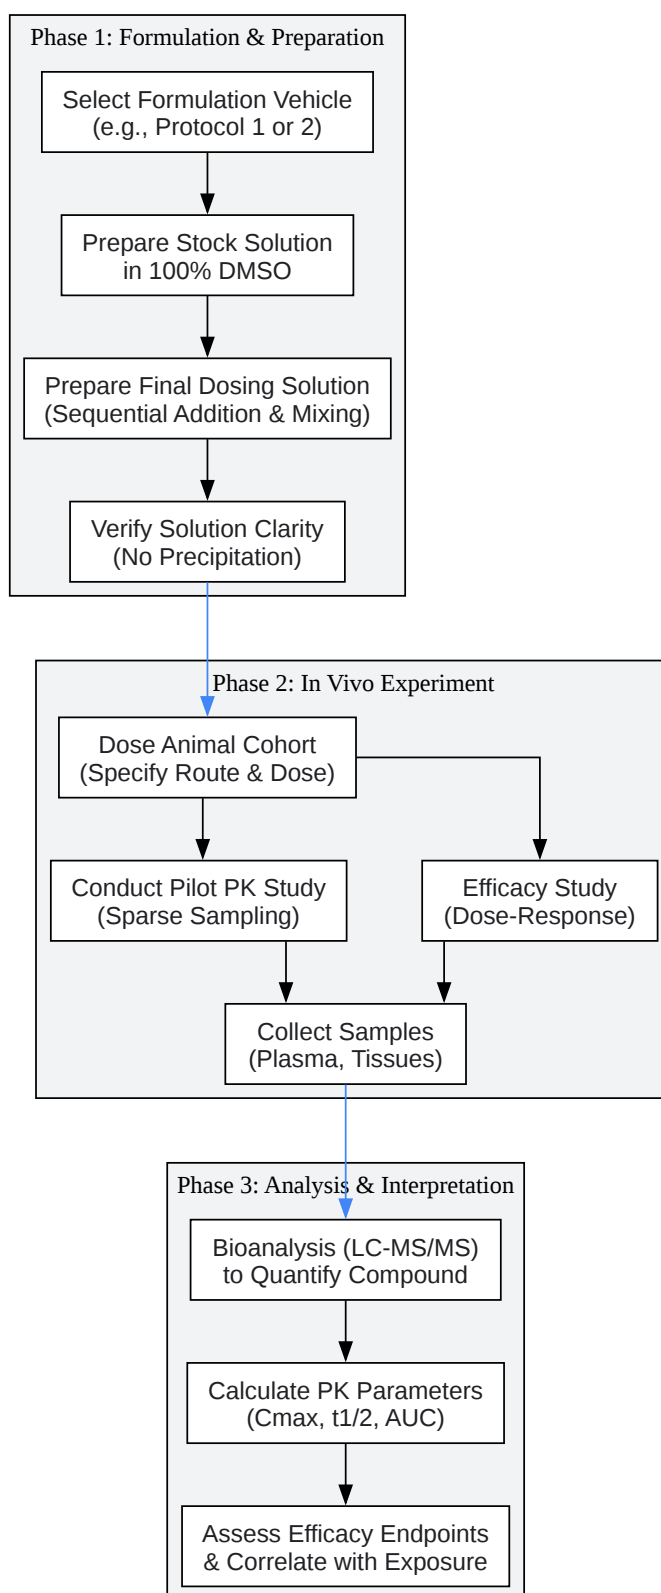 Phase 1: Formulation & Preparation
Select Formulation Vehicle
(e.g., Protocol 1 or 2)
Prepare Stock Solution
in 100% DMSO
Prepare Final Dosing Solution
(Sequential Addition & Mixing)
Verify Solution Clarity
(No Precipitation)
Phase 2: In Vivo Experiment
Dose Animal Cohort
(Specify Route & Dose)
Conduct Pilot PK Study
(Sparse Sampling)
Efficacy Study
(Dose-Response)
Collect Samples
(Plasma, Tissues)
Phase 3: Analysis & Interpretation
Bioanalysis (LC-MS/MS)
to Quantify Compound
Calculate PK Parameters
(Cmax, t1/2, AUC)
Assess Efficacy Endpoints
& Correlate with Exposure